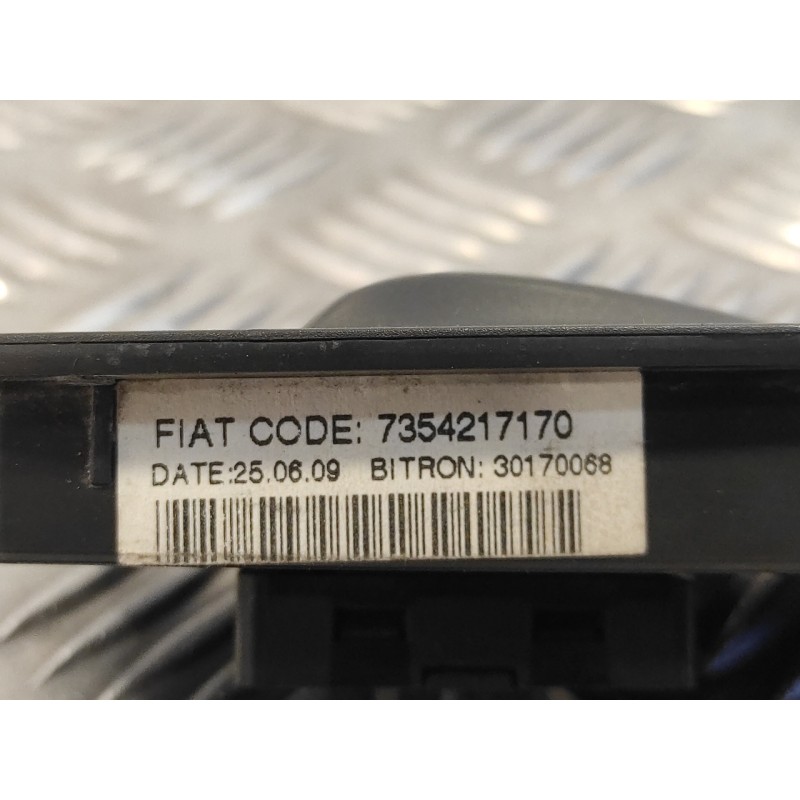 FIAT CODE: 7354217170
DATE:25.06.09 BITRON: 30170068